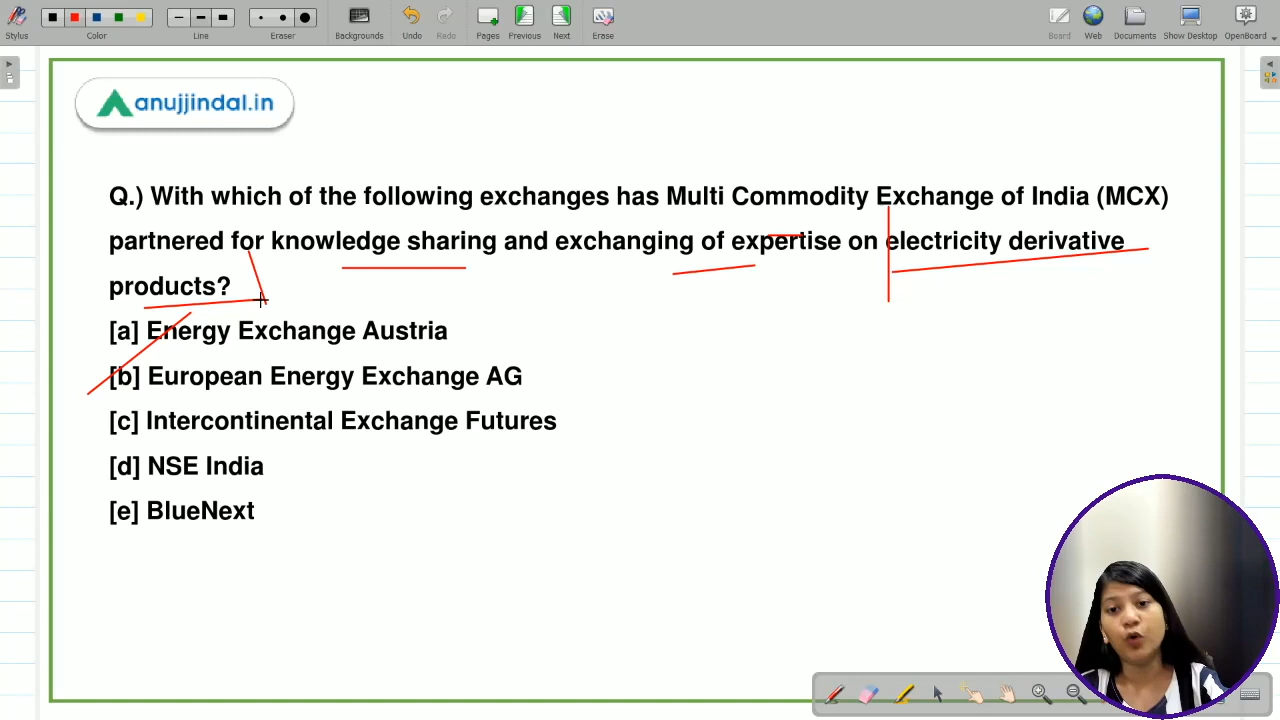 Stylus
Color
Line
Eraser
Backgrounds
Undo
Redo
Pages
Previous
Next
Erase
Board
Web
Documents
Show Desktop
OpenBoard
anujjindal.in
Q.) With which of the following exchanges has Multi Commodity Exchange of India (MCX)
partnered for knowledge sharing and exchanging of expertise on electricity derivative
products?
[a] Energy Exchange Austria
[b] European Energy Exchange AG
[c] Intercontinental Exchange Futures
[d] NSE India
[e] BlueNext